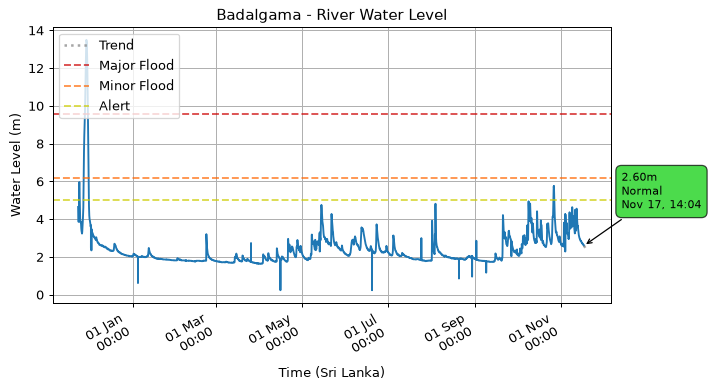 Badalgama - River Water Level
14
12
10
8
6
4
2
0
Water Level (m)
Trend
Major Flood
Minor Flood
Alert
2.60m
Normal
Nov 17, 14:04
01 Jan
00:00
01 Mar
00:00
01 May
00:00
01 Jul
00:00
01 Sep
00:00
01 Nov
00:00
Time (Sri Lanka)